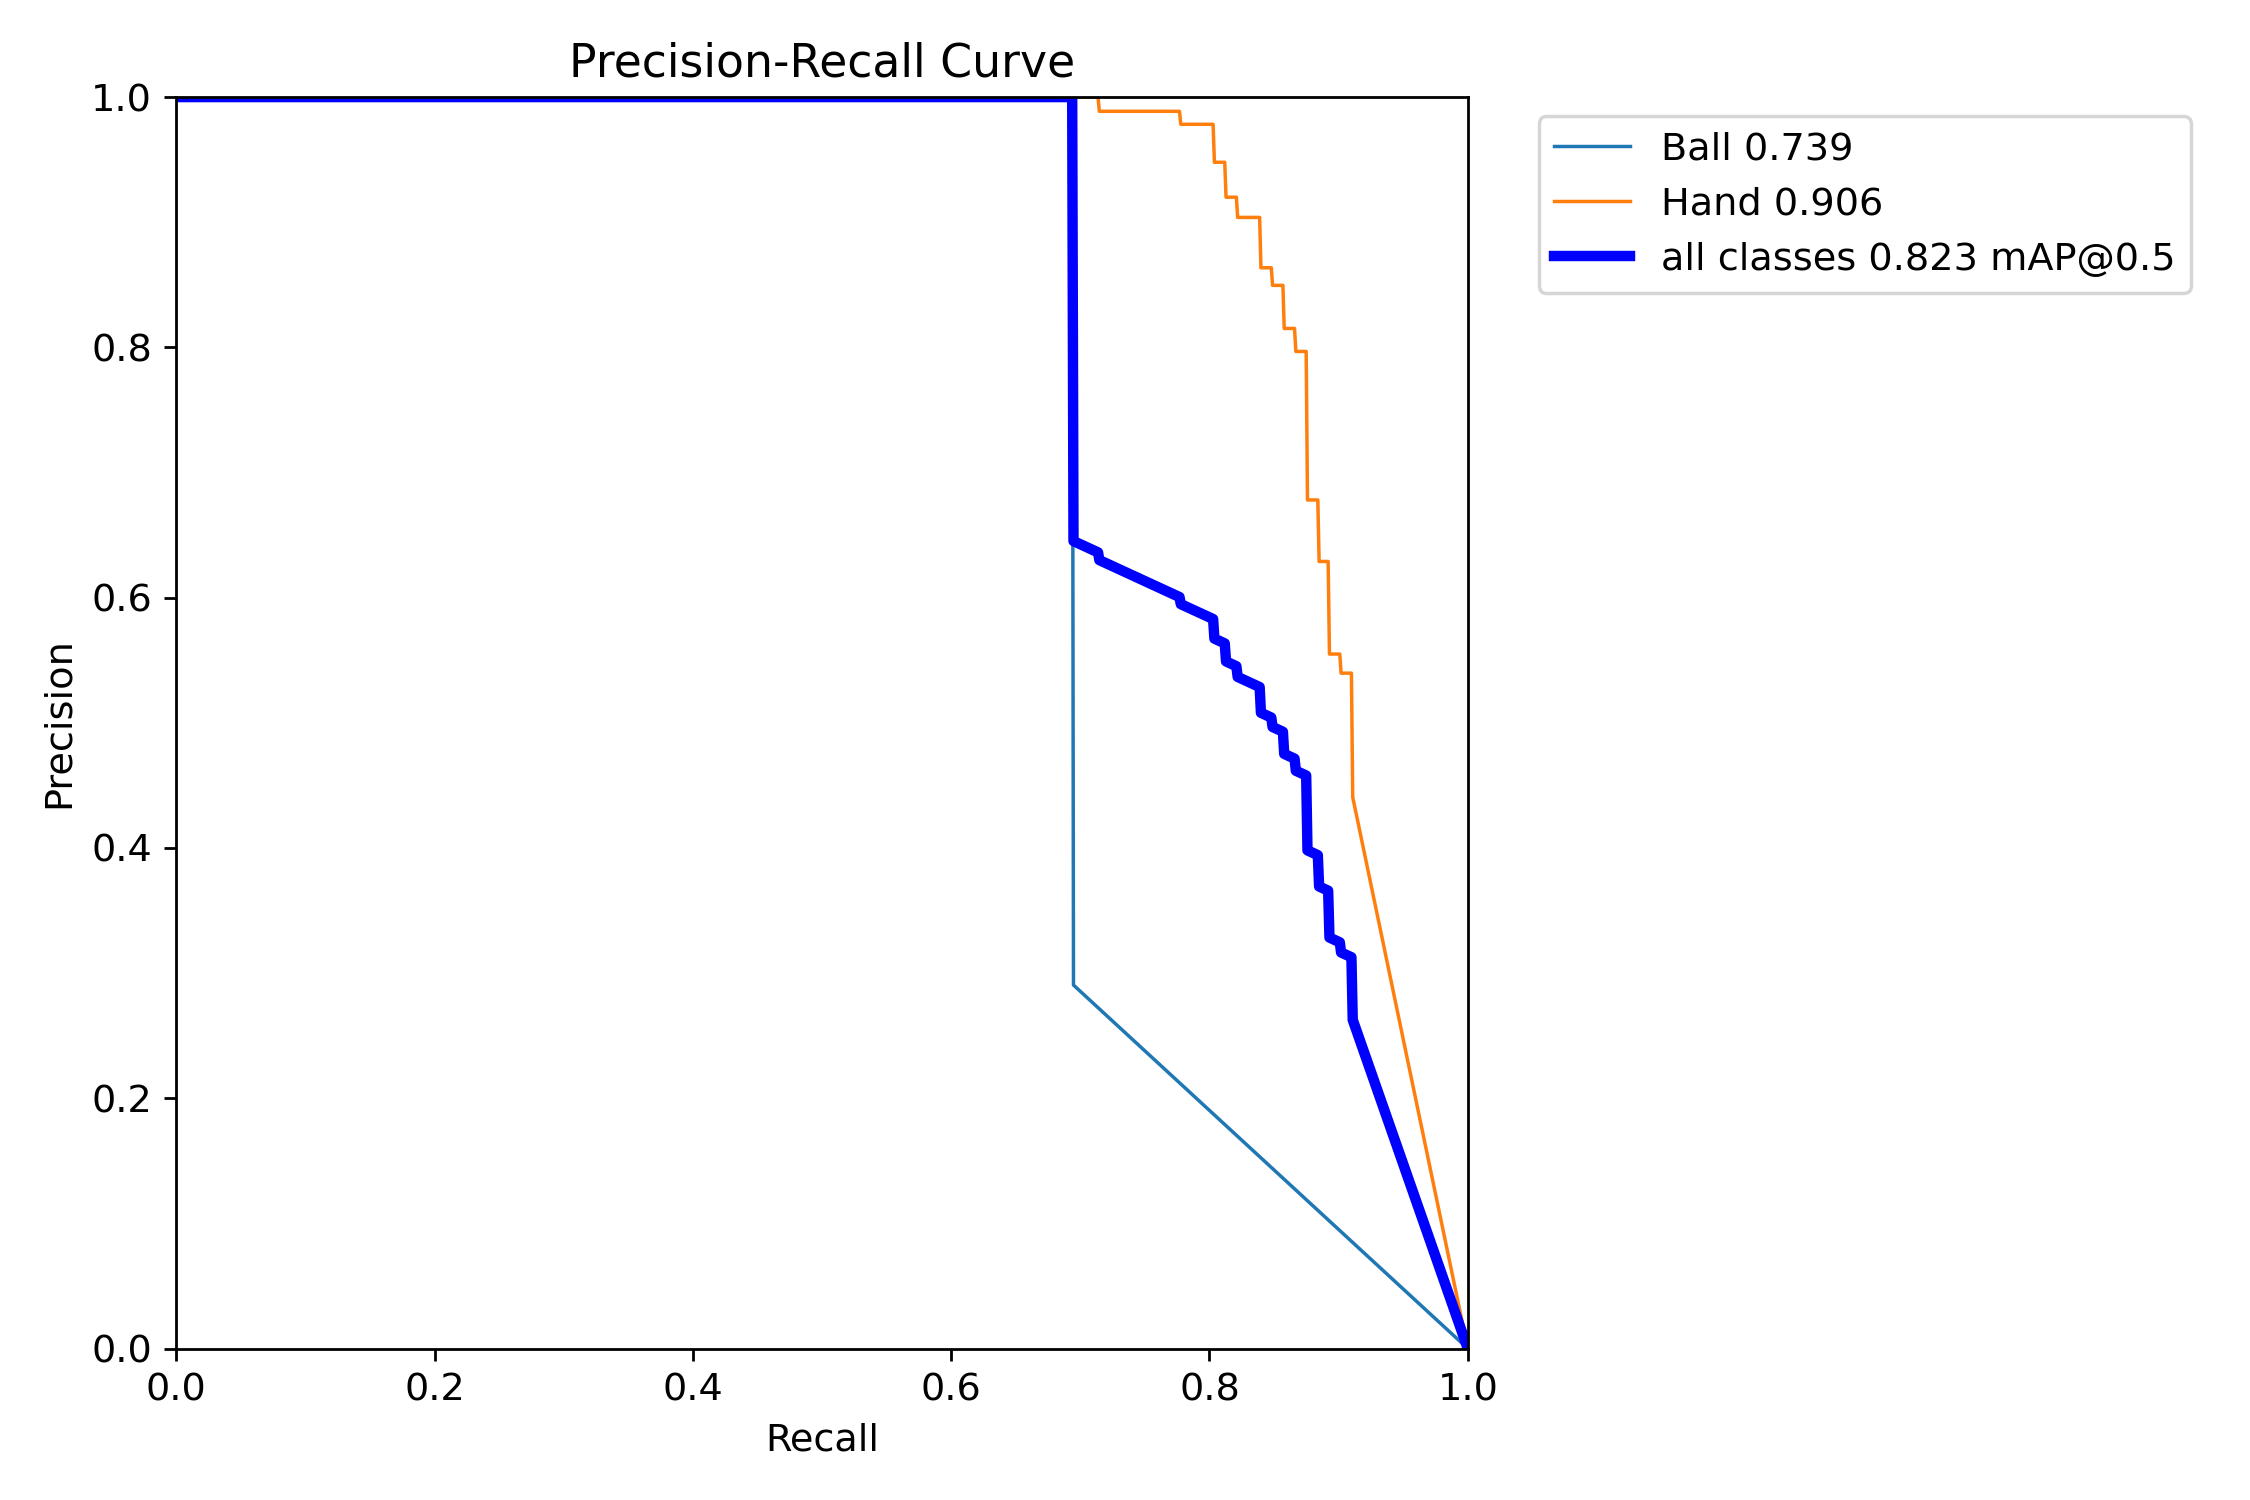 Precision-Recall Curve
1.0
0.8
0.6
0.4
0.2
0.0
Precision
0.0 0.2 0.4 0.6 0.8 1.0
Recall
Ball 0.739
Hand 0.906
all classes 0.823 mAP@0.5